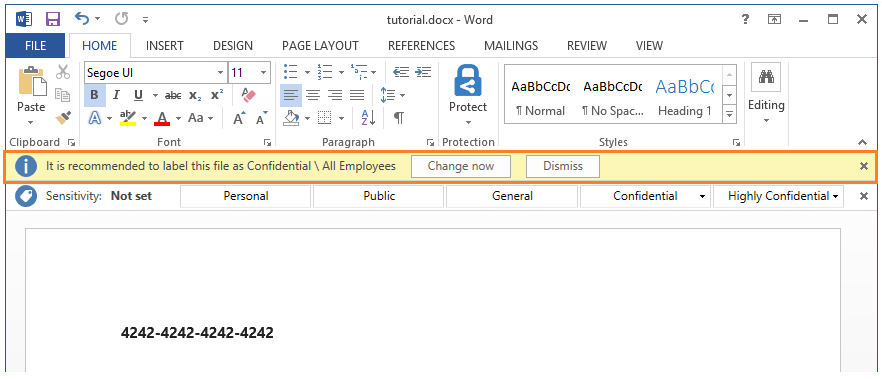 tutorial.docx - Word
FILE HOME INSERT DESIGN PAGE LAYOUT REFERENCES MAILINGS REVIEW VIEW
Segoe UI 11
Paste
B I U abc x₂ x² A
A ab A Aa A A
Protect
AaBbCcDc AaBbCcDc AaBbCc
¶ Normal ¶ No Spac... Heading 1
Editing
Clipboard Font Paragraph Protection Styles
It is recommended to label this file as Confidential \ All Employees Change now Dismiss
Sensitivity: Not set Personal Public General Confidential Highly Confidential
4242-4242-4242-4242